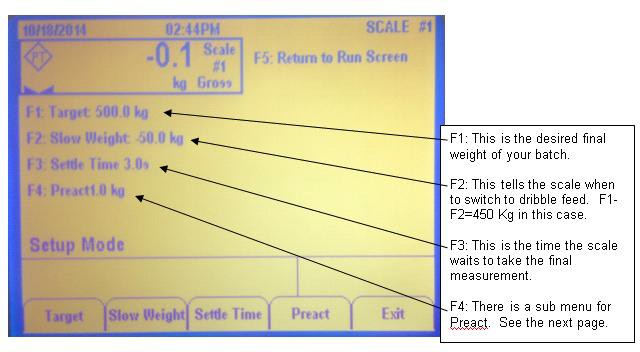 10/18/2014 02:44PM SCALE #1
PT
-0.1 Scale
#1
kg Gross
F5: Return to Run Screen
F1: Target: 500.0 kg
F2: Slow Weight: -50.0 kg
F3: Settle Time 3.0s
F4: Preact1.0 kg
Setup Mode
Target Slow Weight Settle Time Preact Exit
F1: This is the desired final
weight of your batch.
F2: This tells the scale when
to switch to dribble feed. F1-
F2=450 Kg in this case.
F3: This is the time the scale
waits to take the final
measurement.
F4: There is a sub menu for
Preact. See the next page.